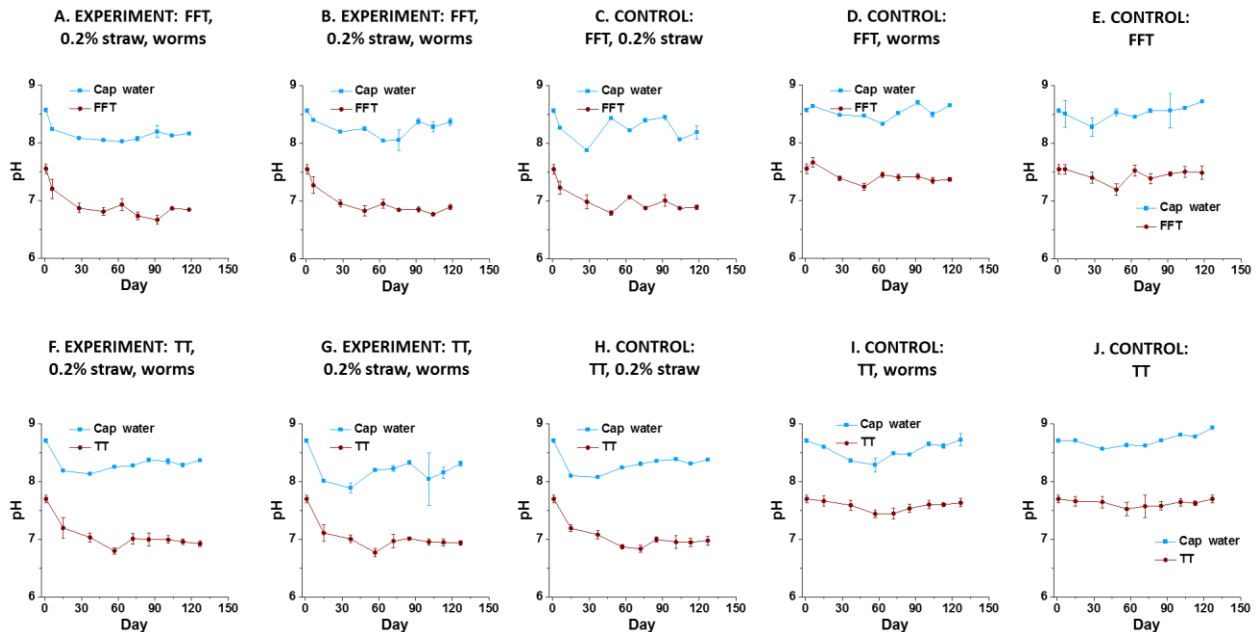 A. EXPERIMENT: FFT,
0.2% straw, worms
B. EXPERIMENT: FFT,
0.2% straw, worms
C. CONTROL:
FFT, 0.2% straw
D. CONTROL:
FFT, worms
E. CONTROL:
FFT
9
8
7
6
pH
Cap water
FFT
0 30 60 90 120 150
Day
9
8
7
6
pH
Cap water
FFT
0 30 60 90 120 150
Day
9
8
7
6
pH
Cap water
FFT
0 30 60 90 120 150
Day
9
8
7
6
pH
Cap water
FFT
0 30 60 90 120 150
Day
9
8
7
6
pH
Cap water
FFT
0 30 60 90 120 150
Day
F. EXPERIMENT: TT,
0.2% straw, worms
G. EXPERIMENT: TT,
0.2% straw, worms
H. CONTROL:
TT, 0.2% straw
I. CONTROL:
TT, worms
J. CONTROL:
TT
9
8
7
6
pH
Cap water
TT
0 30 60 90 120 150
Day
9
8
7
6
pH
Cap water
TT
0 30 60 90 120 150
Day
9
8
7
6
pH
Cap water
TT
0 30 60 90 120 150
Day
9
8
7
6
pH
Cap water
TT
0 30 60 90 120 150
Day
9
8
7
6
pH
Cap water
TT
0 30 60 90 120 150
Day